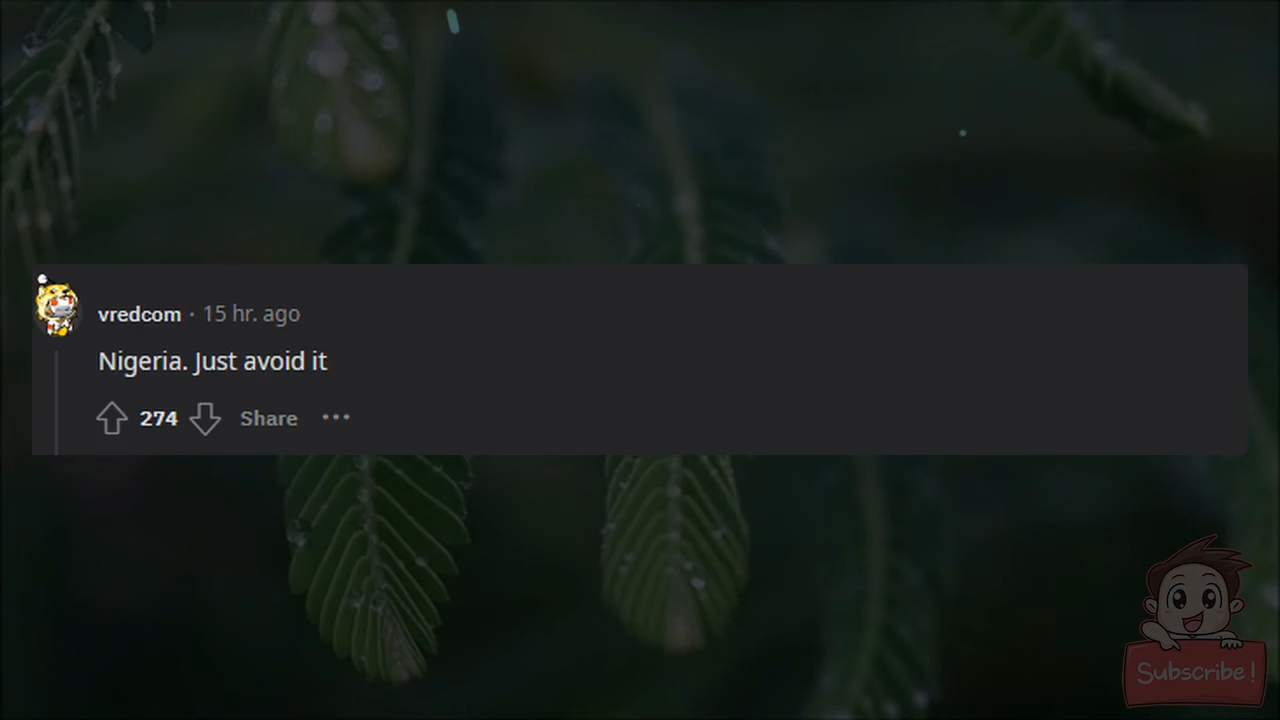 vredcom · 15 hr. ago
Nigeria. Just avoid it
274 Share ···
Subscribe!